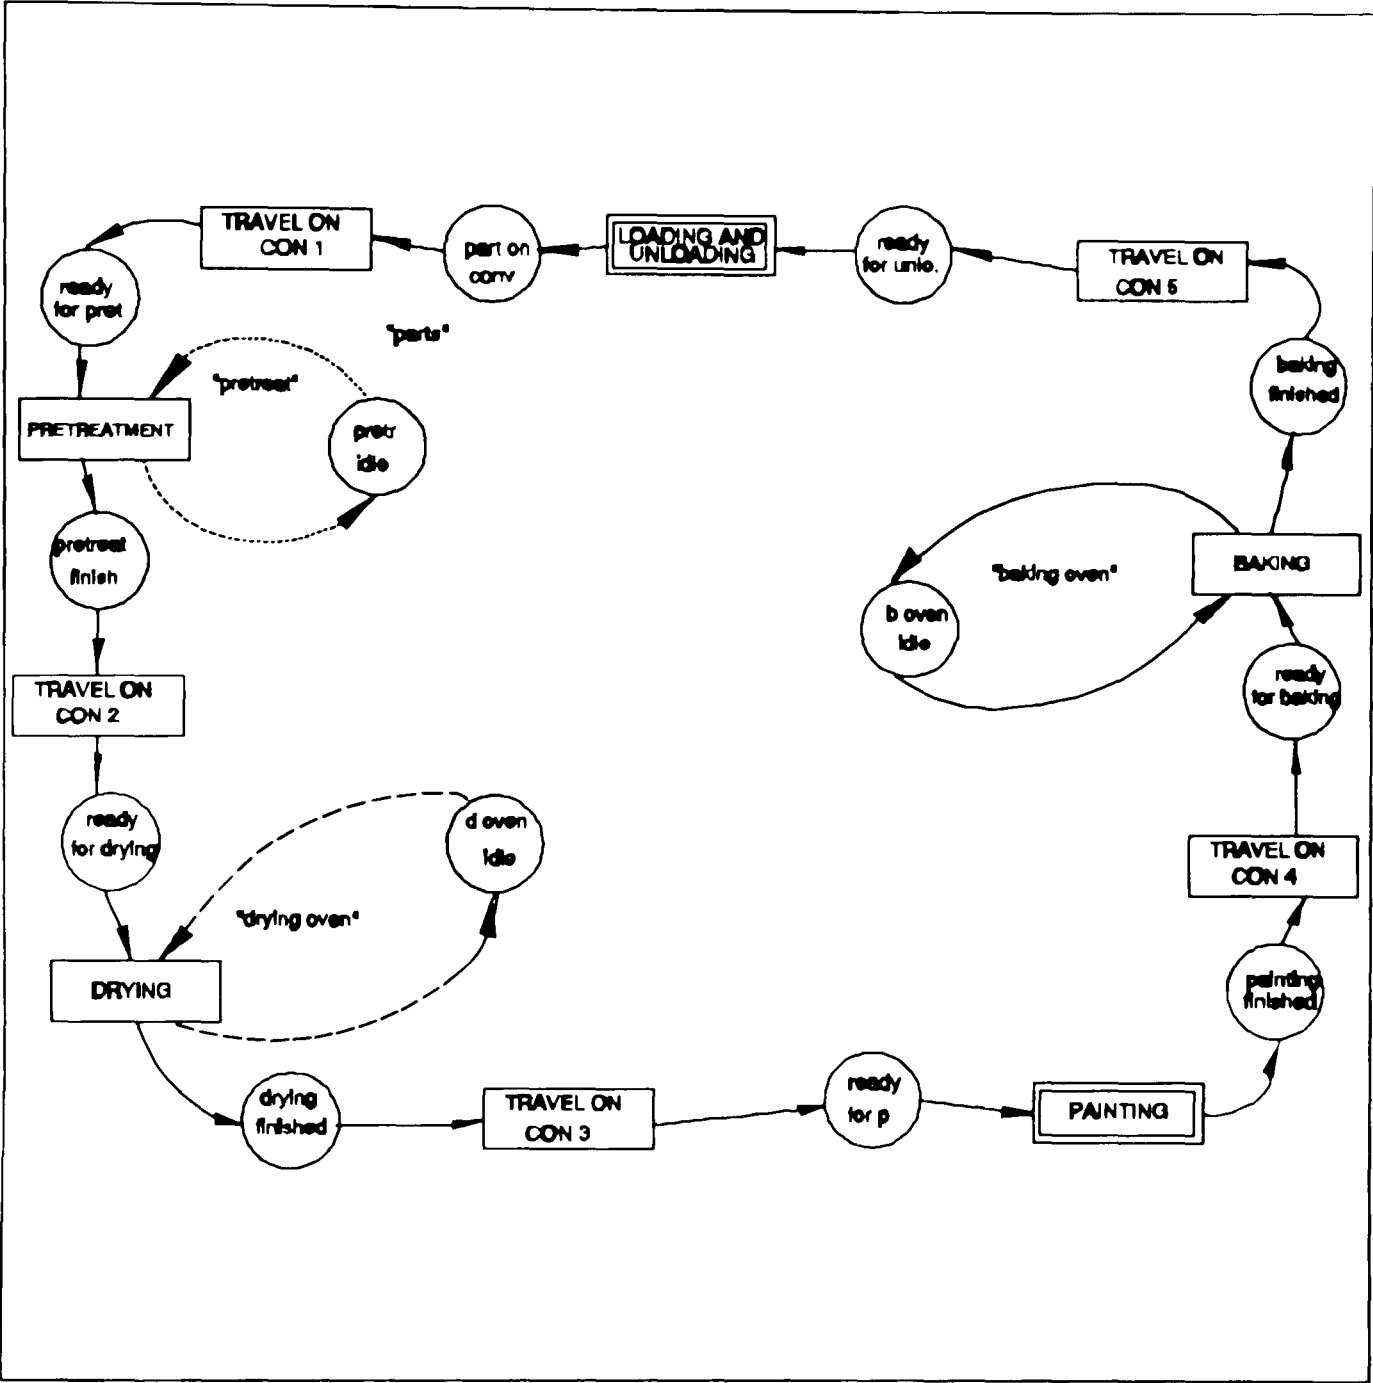 TRAVEL ON
CON 1
part on
conv
LOADING AND
UNLOADING
ready
for unlo.
TRAVEL ON
CON 5
ready
for pret
"parts"
"pretreat"
baking
finished
PRETREATMENT
pretr
idle
pretreat
finish
BAKING
"baking oven"
b oven
idle
TRAVEL ON
CON 2
ready
for baking
ready
for drying
d oven
idle
TRAVEL ON
CON 4
"drying oven"
DRYING
painting
finished
drying
finished
TRAVEL ON
CON 3
ready
for p
PAINTING